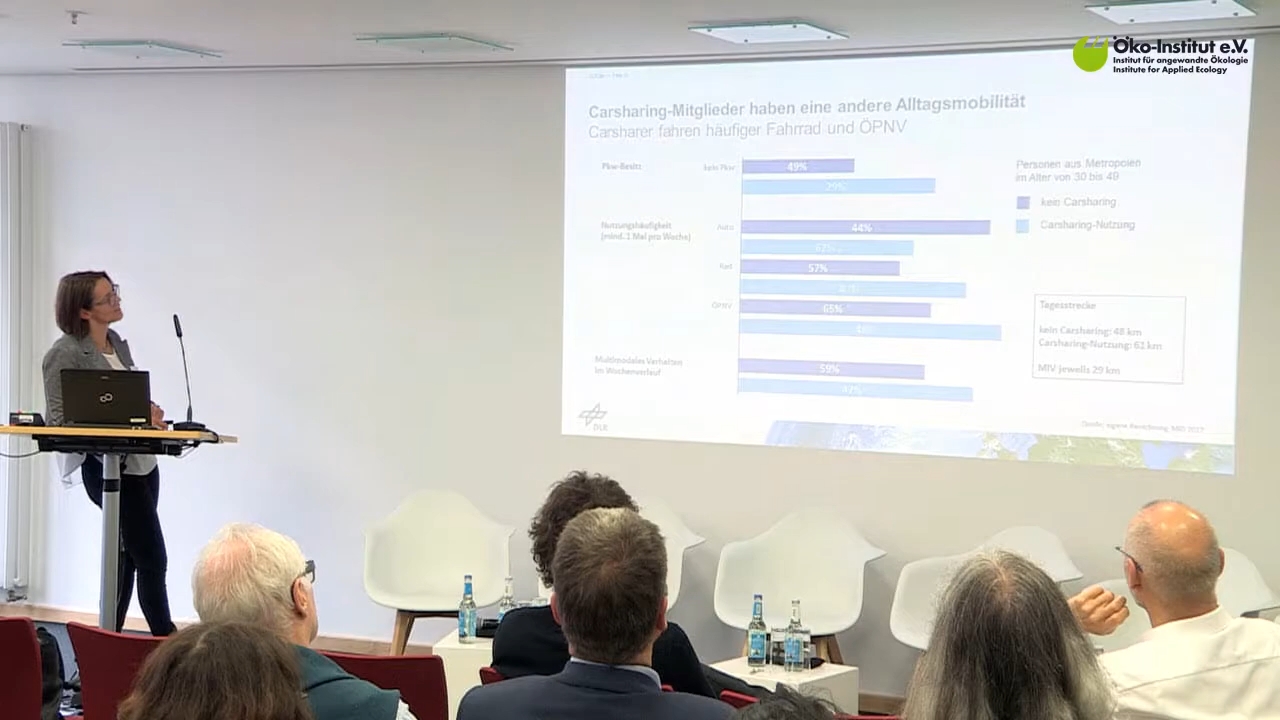 Öko-Institut e.V.
Institut für angewandte Ökologie
Institute for Applied Ecology
Carsharing-Mitglieder haben eine andere Alltagsmobilität
Carsharer fahren häufiger Fahrrad und ÖPNV
Pkw-Besitz
kein Pkw
49%
29%
Personen aus Metropolen
im Alter von 30 bis 49
kein Carsharing
Carsharing-Nutzung
Nutzungshäufigkeit
(mind. 1 Mal pro Woche)
Auto
44%
Rad
57%
ÖPNV
65%
Tagesstrecke
kein Carsharing: 48 km
Carsharing-Nutzung: 61 km
MIV jeweils 29 km
Multimodales Verhalten
im Wochenverlauf
59%
DLR